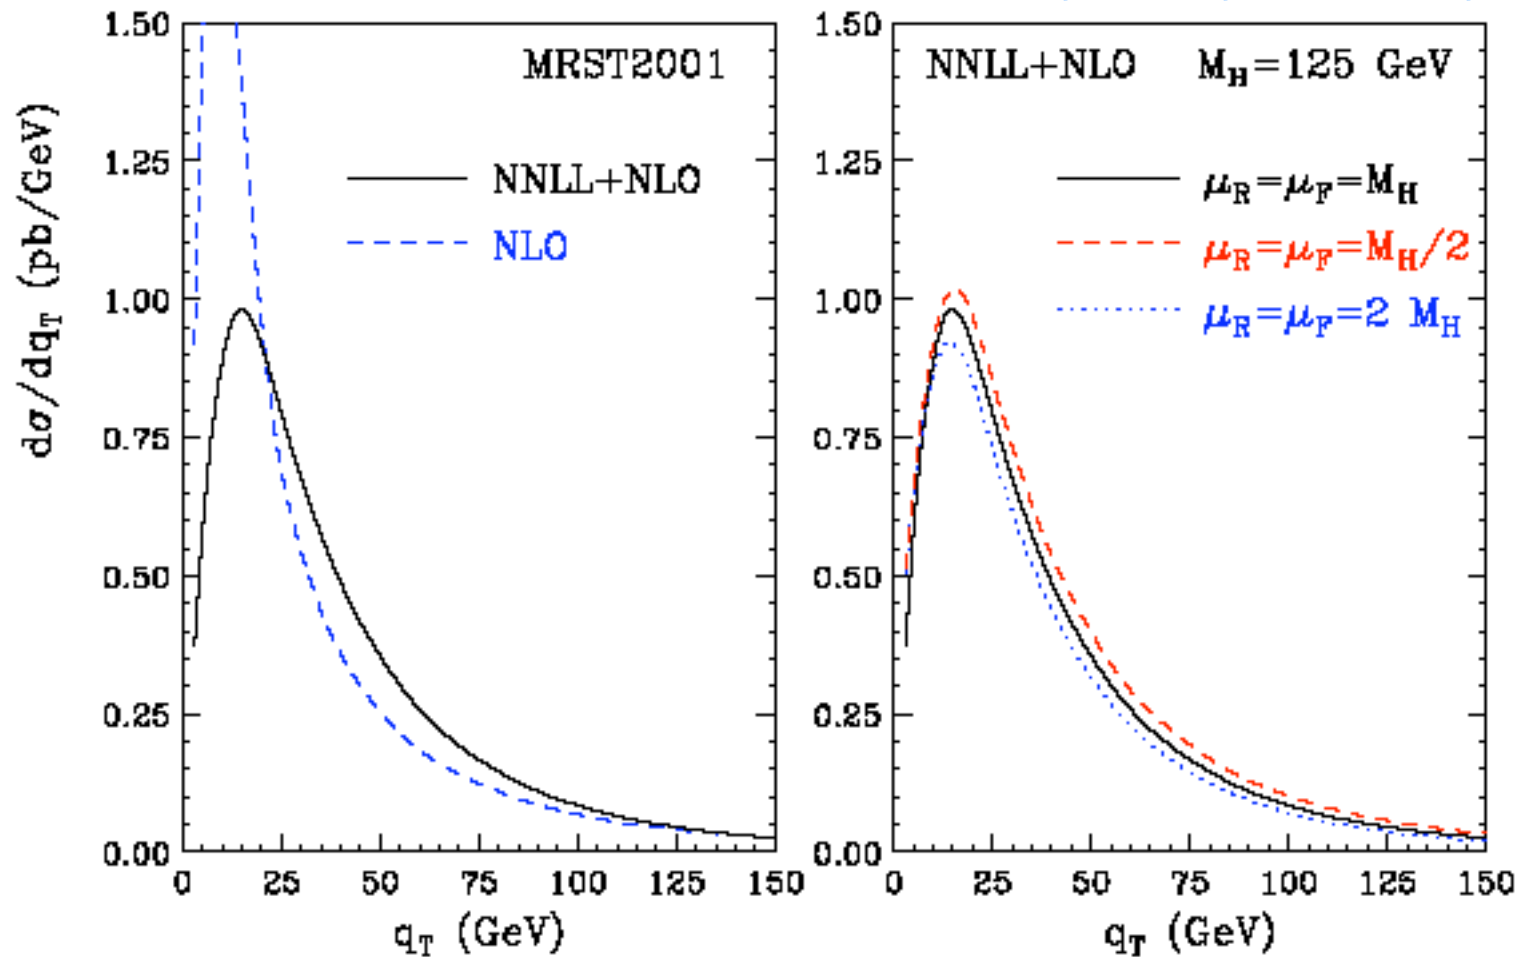 dσ/dq_T (pb/GeV)
1.50
1.25
1.00
0.75
0.50
0.25
0.00
MRST2001
NNLL+NLO
NLO
0 25 50 75 100 125 150
q_T (GeV)
1.50
1.25
1.00
0.75
0.50
0.25
0.00
NNLL+NLO M_H=125 GeV
μ_R=μ_F=M_H
μ_R=μ_F=M_H/2
μ_R=μ_F=2 M_H
0 25 50 75 100 125 150
q_T (GeV)